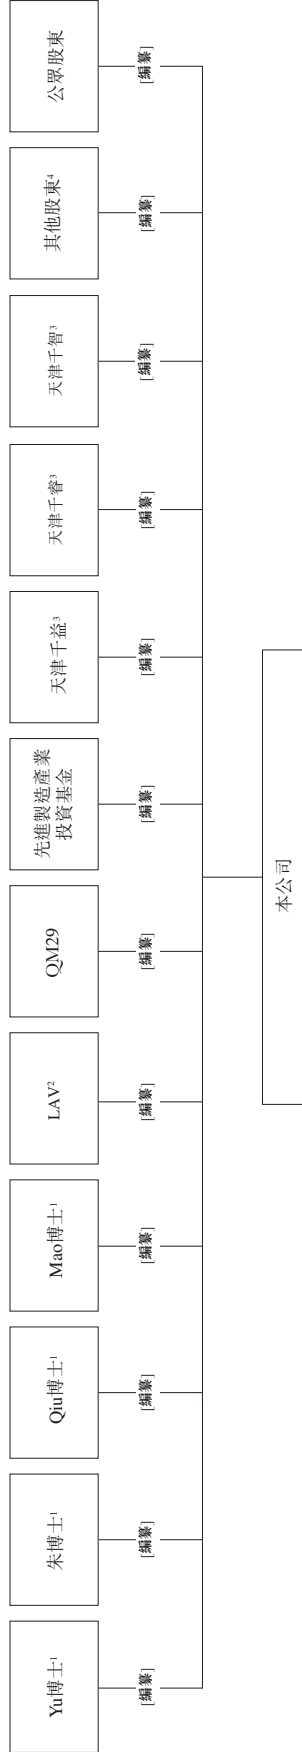 Yu博士¹
朱博士¹
Qiu博士¹
Mao博士¹
LAV²
QM29
先進製造產業
投資基金
天津千益³
天津千睿³
天津千智³
其他股東⁴
公眾股東
[編纂]
[編纂]
[編纂]
[編纂]
[編纂]
[編纂]
[編纂]
[編纂]
[編纂]
[編纂]
[編纂]
[編纂]
本公司